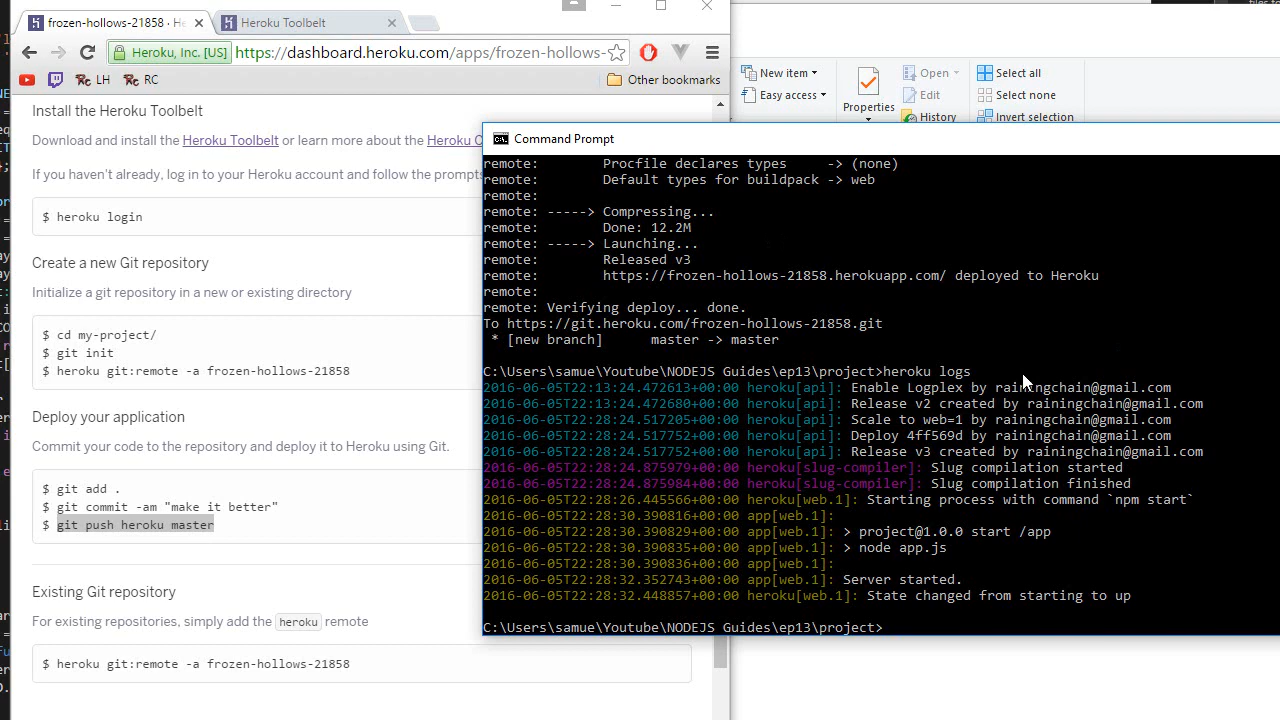 frozen-hollows-21858 · He
Heroku Toolbelt
Heroku, Inc. [US]
https://dashboard.heroku.com/apps/frozen-hollows-
LH
RC
Other bookmarks
New item
Easy access
Properties
Open
Edit
History
Select all
Select none
Invert selection
Install the Heroku Toolbelt
Download and install the Heroku Toolbelt or learn more about the Heroku C
If you haven't already, log in to your Heroku account and follow the prompts
$ heroku login
Create a new Git repository
Initialize a git repository in a new or existing directory
$ cd my-project/
$ git init
$ heroku git:remote -a frozen-hollows-21858
Deploy your application
Commit your code to the repository and deploy it to Heroku using Git.
$ git add .
$ git commit -am "make it better"
$ git push heroku master
Existing Git repository
For existing repositories, simply add the heroku remote
$ heroku git:remote -a frozen-hollows-21858
Command Prompt
remote: Procfile declares types -> (none)
remote: Default types for buildpack -> web
remote:
remote: -----> Compressing...
remote: Done: 12.2M
remote: -----> Launching...
remote: Released v3
remote: https://frozen-hollows-21858.herokuapp.com/ deployed to Heroku
remote:
remote: Verifying deploy... done.
To https://git.heroku.com/frozen-hollows-21858.git
* [new branch] master -> master
C:\Users\samue\Youtube\NODEJS Guides\ep13\project>heroku logs
2016-06-05T22:13:24.472613+00:00 heroku[api]: Enable Logplex by rainingchain@gmail.com
2016-06-05T22:13:24.472680+00:00 heroku[api]: Release v2 created by rainingchain@gmail.com
2016-06-05T22:28:24.517205+00:00 heroku[api]: Scale to web=1 by rainingchain@gmail.com
2016-06-05T22:28:24.517752+00:00 heroku[api]: Deploy 4ff569d by rainingchain@gmail.com
2016-06-05T22:28:24.517752+00:00 heroku[api]: Release v3 created by rainingchain@gmail.com
2016-06-05T22:28:24.875979+00:00 heroku[slug-compiler]: Slug compilation started
2016-06-05T22:28:24.875984+00:00 heroku[slug-compiler]: Slug compilation finished
2016-06-05T22:28:26.445566+00:00 heroku[web.1]: Starting process with command `npm start`
2016-06-05T22:28:30.390816+00:00 app[web.1]:
2016-06-05T22:28:30.390829+00:00 app[web.1]: > project@1.0.0 start /app
2016-06-05T22:28:30.390835+00:00 app[web.1]: > node app.js
2016-06-05T22:28:30.390836+00:00 app[web.1]:
2016-06-05T22:28:32.352743+00:00 app[web.1]: Server started.
2016-06-05T22:28:32.448857+00:00 heroku[web.1]: State changed from starting to up
C:\Users\samue\Youtube\NODEJS Guides\ep13\project>